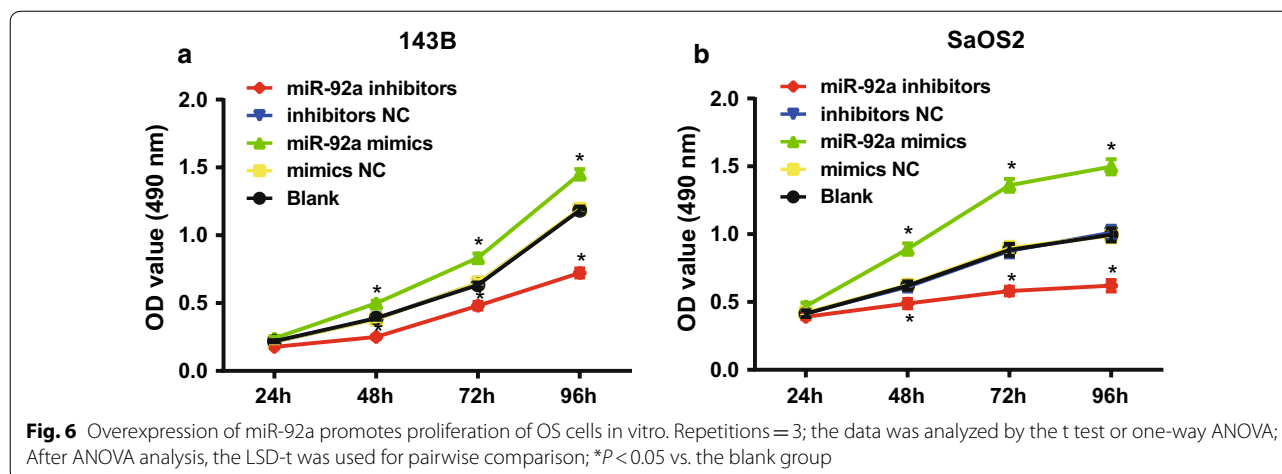 a
143B
miR-92a inhibitors
inhibitors NC
miR-92a mimics
mimics NC
Blank
OD value (490 nm)
2.0
1.5
1.0
0.5
0.0
*
*
*
*
*
*
24h 48h 72h 96h
b
SaOS2
miR-92a inhibitors
inhibitors NC
miR-92a mimics
mimics NC
Blank
OD value (490 nm)
2.0
1.5
1.0
0.5
0.0
*
*
*
*
*
*
24h 48h 72h 96h
Fig. 6 Overexpression of miR-92a promotes proliferation of OS cells in vitro. Repetitions = 3; the data was analyzed by the t test or one-way ANOVA;
After ANOVA analysis, the LSD-t was used for pairwise comparison; *P < 0.05 vs. the blank group